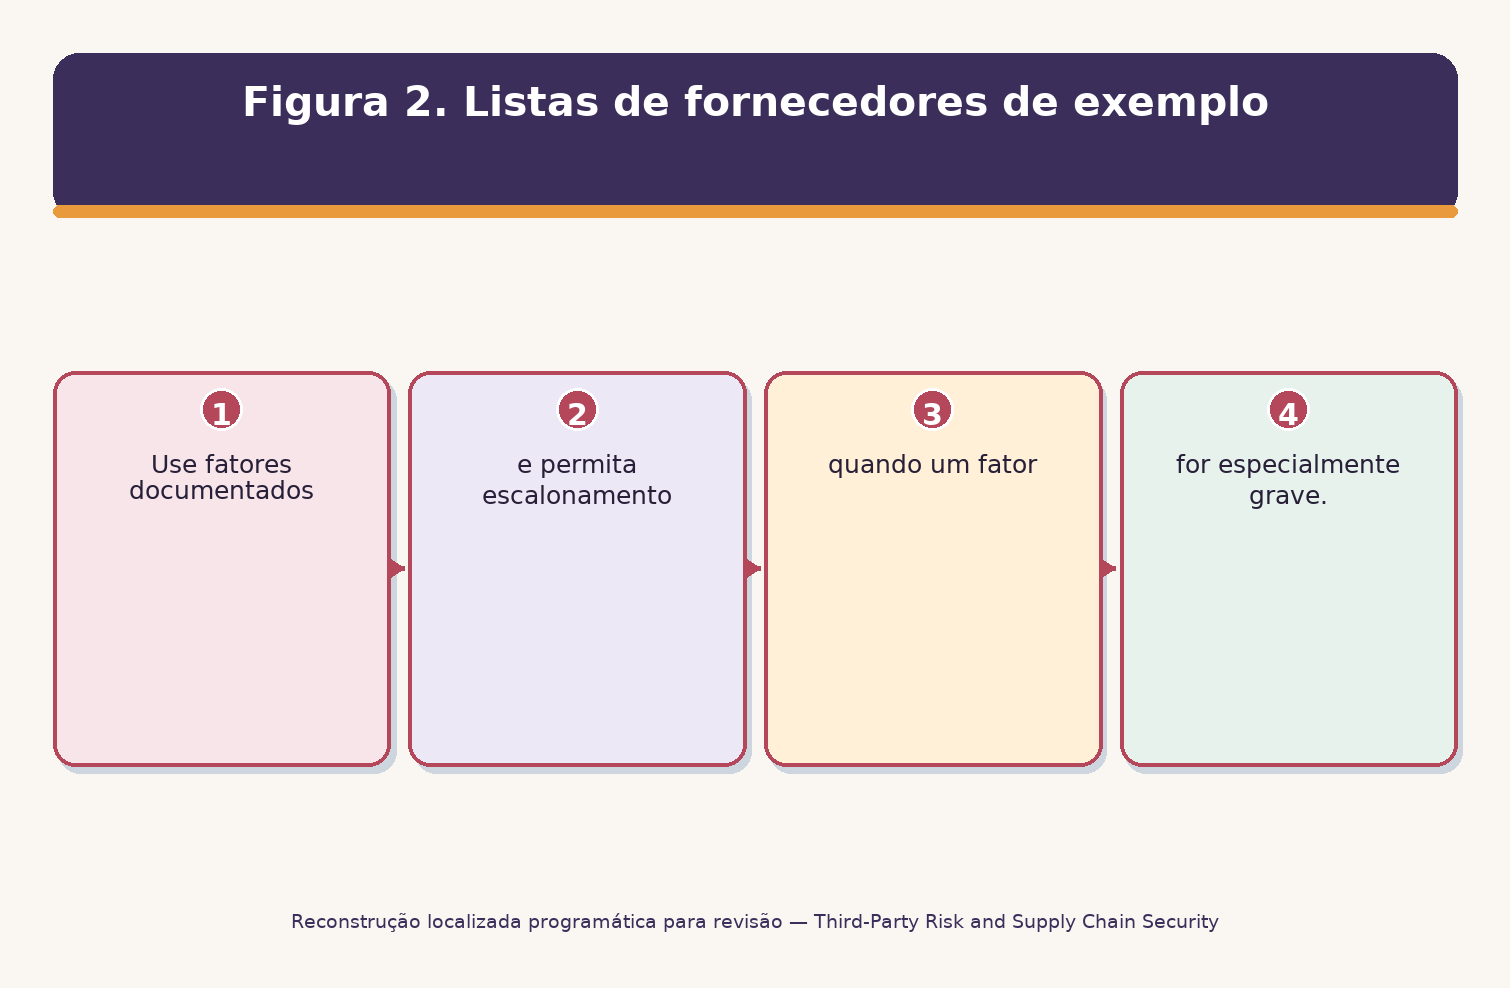 Figura 2. Listas de fornecedores de exemplo
1
Use fatores
documentados
2
e permita
escalonamento
3
quando um fator
4
for especialmente
grave.
Reconstrução localizada programática para revisão — Third-Party Risk and Supply Chain Security